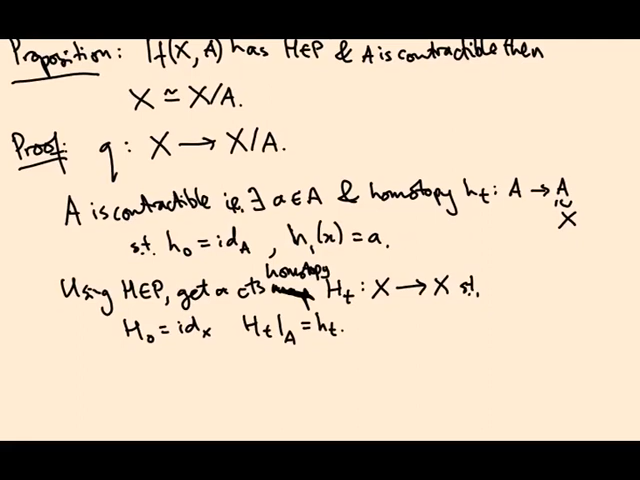 Proposition: If (X, A) has HEP & A is contractible then
X ≃ X/A.
Proof: q: X → X/A.
A is contractible i.e. ∃ a ∈ A & homotopy h_t: A → A
s.t. h_0 = id_A, h_1(x) = a. X
homotopy
Using HEP, get a cts H_t: X → X s.t.
H_0 = id_X H_t|_A = h_t.